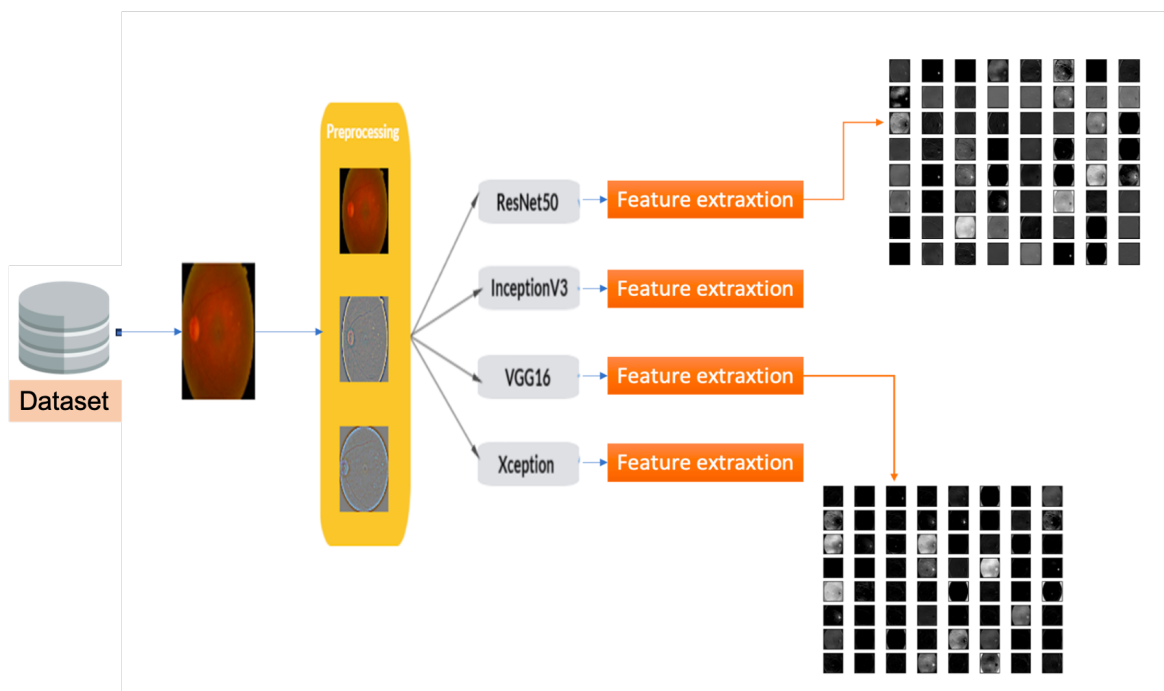 Dataset
Preprocessing
ResNet50
Feature extraxtion
InceptionV3
Feature extraxtion
VGG16
Feature extraxtion
Xception
Feature extraxtion